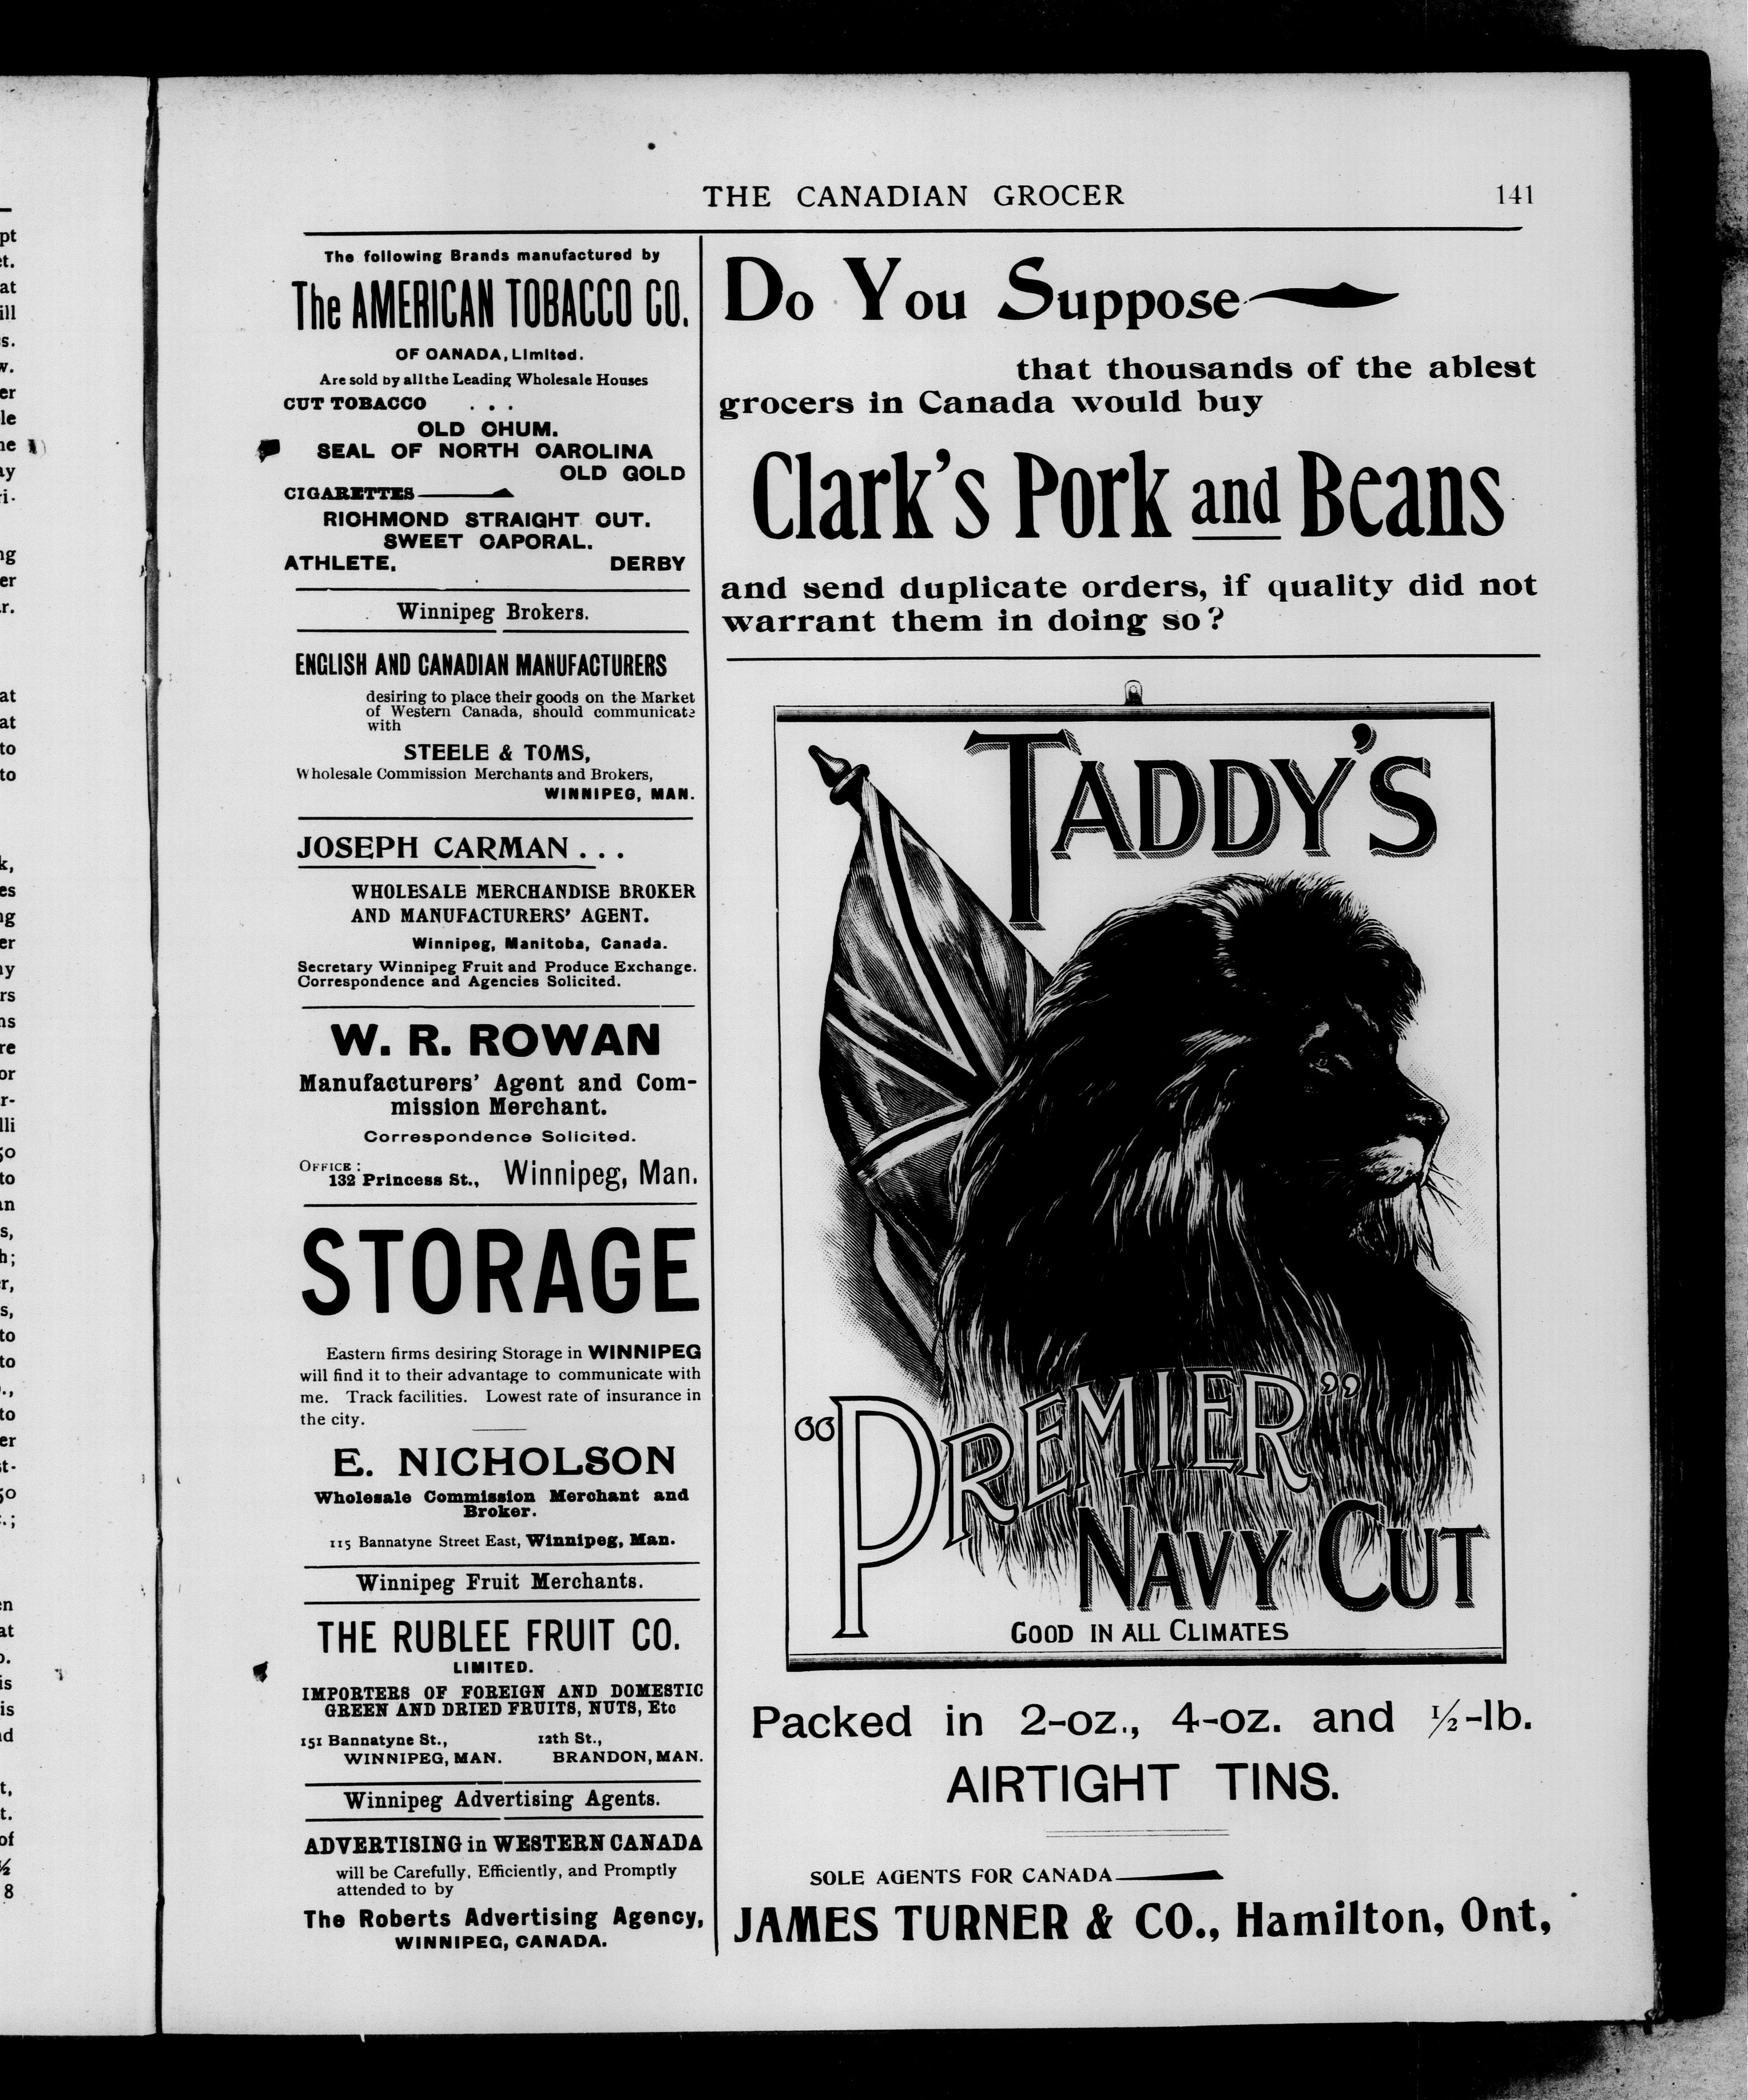 THE CANADIAN GROCER 141
The following Brands manufactured by
The AMERICAN TOBACCO CO.
OF CANADA, Limited.
Are sold by all the Leading Wholesale Houses
CUT TOBACCO . . .
OLD CHUM.
SEAL OF NORTH CAROLINA
OLD GOLD
CIGARETTES
RICHMOND STRAIGHT CUT.
SWEET CAPORAL.
ATHLETE. DERBY
Winnipeg Brokers.
ENGLISH AND CANADIAN MANUFACTURERS
desiring to place their goods on the Market
of Western Canada, should communicate
with
STEELE & TOMS,
Wholesale Commission Merchants and Brokers,
WINNIPEG, MAN.
JOSEPH CARMAN . . .
WHOLESALE MERCHANDISE BROKER
AND MANUFACTURERS' AGENT.
Winnipeg, Manitoba, Canada.
Secretary Winnipeg Fruit and Produce Exchange.
Correspondence and Agencies Solicited.
W. R. ROWAN
Manufacturers' Agent and Com-
mission Merchant.
Correspondence Solicited.
OFFICE :
132 Princess St., Winnipeg, Man.
STORAGE
Eastern firms desiring Storage in WINNIPEG
will find it to their advantage to communicate with
me. Track facilities. Lowest rate of insurance in
the city.
E. NICHOLSON
Wholesale Commission Merchant and
Broker.
115 Bannatyne Street East, Winnipeg, Man.
Winnipeg Fruit Merchants.
THE RUBLEE FRUIT CO.
LIMITED.
IMPORTERS OF FOREIGN AND DOMESTIC
GREEN AND DRIED FRUITS, NUTS, Etc
151 Bannatyne St., 12th St.,
WINNIPEG, MAN. BRANDON, MAN.
Winnipeg Advertising Agents.
ADVERTISING in WESTERN CANADA
will be Carefully, Efficiently, and Promptly
attended to by
The Roberts Advertising Agency,
WINNIPEG, CANADA.
Do You Suppose
that thousands of the ablest
grocers in Canada would buy
Clark's Pork and Beans
and send duplicate orders, if quality did not
warrant them in doing so?
TADDY'S
"PREMIER"
NAVY CUT
GOOD IN ALL CLIMATES
Packed in 2-oz., 4-oz. and ½-lb.
AIRTIGHT TINS.
SOLE AGENTS FOR CANADA
JAMES TURNER & CO., Hamilton, Ont,